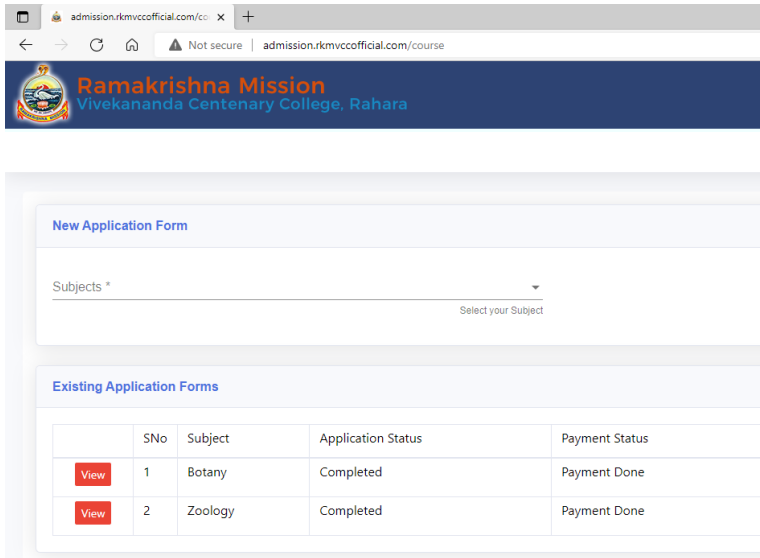 admission.rkmvccofficial.com/co
Not secure | admission.rkmvccofficial.com/course
Ramakrishna Mission
Vivekananda Centenary College, Rahara
New Application Form
Subjects *
Select your Subject
Existing Application Forms
SNo Subject Application Status Payment Status
View 1 Botany Completed Payment Done
View 2 Zoology Completed Payment Done